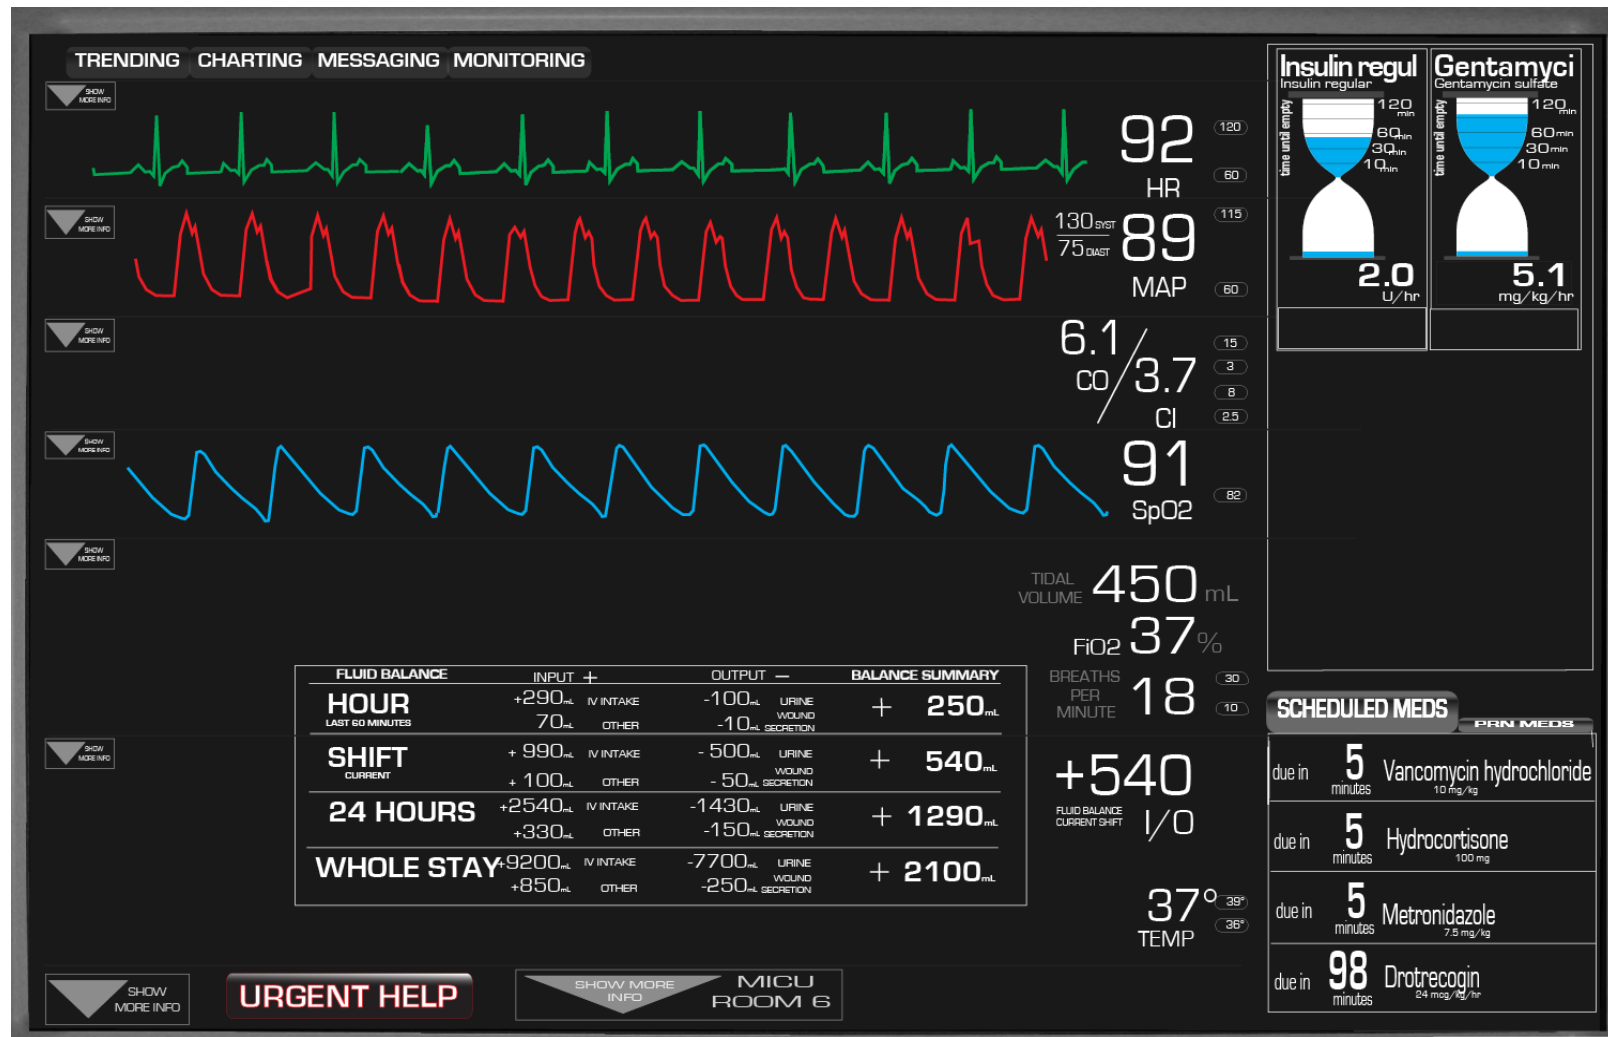 TRENDING CHARTING MESSAGING MONITORING
SHOW
MORE INFO
92
HR
120
60
SHOW
MORE INFO
130 SYST
75 DIAST
89
MAP
115
60
SHOW
MORE INFO
6.1
CO
3.7
CI
15
3
8
2.5
SHOW
MORE INFO
91
SpO2
82
SHOW
MORE INFO
TIDAL
VOLUME 450 mL
FiO2 37%
BREATHS
PER
MINUTE
18
30
10
FLUID BALANCE INPUT + OUTPUT — BALANCE SUMMARY
HOUR
LAST 60 MINUTES
+290mL IV INTAKE
70mL OTHER
-100mL URINE
-10mL WOUND SECRETION
+ 250mL
SHOW
MORE INFO
SHIFT
CURRENT
+ 990mL IV INTAKE
+ 100mL OTHER
- 500mL URINE
- 50mL WOUND SECRETION
+ 540mL
24 HOURS
+2540mL IV INTAKE
+330mL OTHER
-1430mL URINE
-150mL WOUND SECRETION
+ 1290mL
WHOLE STAY
+9200mL IV INTAKE
+850mL OTHER
-7700mL URINE
-250mL WOUND SECRETION
+ 2100mL
+540
FLUID BALANCE
CURRENT SHIFT
I/O
37°
TEMP
39°
36°
SHOW
MORE INFO
URGENT HELP
SHOW MORE
INFO
MICU
ROOM 6
Insulin regul
Insulin regular
time until empty
120 min
60 min
30 min
10 min
2.0
U/hr
Gentamyci
Gentamycin sulfate
time until empty
120 min
60 min
30 min
10 min
5.1
mg/kg/hr
SCHEDULED MEDS
PRN MEDS
due in 5 minutes Vancomycin hydrochloride
10 mg/kg
due in 5 minutes Hydrocortisone
100 mg
due in 5 minutes Metronidazole
7.5 mg/kg
due in 98 minutes Drotrecogin
24 mcg/kg/hr